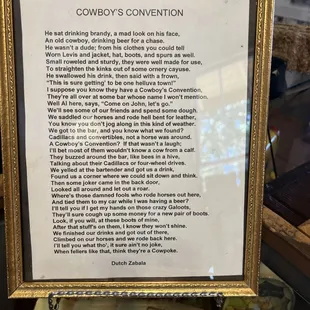 COWBOY'S CONVENTION
He sat drinking brandy, a mad look on his face,
An old cowboy, drinking beer for a chase.
He wasn't a dude; from his clothes you could tell
Worn Levis and jacket, hat, boots, and spurs as well.
Small roweled and sturdy, they were well made for use,
To straighten the kinks out of some ornery cayuse.
He swallowed his drink, then said with a frown,
"This is sure getting' to be one helluva town!"
I suppose you know they have a Cowboy's Convention,
They're all over at some bar whose name I won't mention.
Well Al here, says, "Come on John, let's go."
We'll see some of our friends and spend some dough.
We saddled our horses and rode hell bent for leather,
You know you don't jog along in this kind of weather.
We got to the bar, and you know what we found?
Cadillacs and convertibles, not a horse was around.
A Cowboy's Convention? If that wasn't a laugh;
I'll bet most of them wouldn't know a cow from a calf.
They buzzed around the bar, like bees in a hive,
Talking about their Cadillacs or four-wheel drives.
We yelled at the bartender and got us a drink,
Found us a corner where we could sit down and think.
Then some joker came in the back door,
Looked all around and let out a roar.
Where's those damned fools who rode horses out here,
And tied them to my car while I was having a beer?
I'll tell you if I get my hands on those crazy Galoots,
They'll sure cough up some money for a new pair of boots.
Look, if you will, at these boots of mine,
After that stuff's on them, I know they won't shine.
We finished our drinks and got out of there,
Climbed on our horses and we rode back here.
I'll tell you what tho', it sure ain't no joke,
When fellers like that, think they're a Cowpoke.
Dutch Zabala